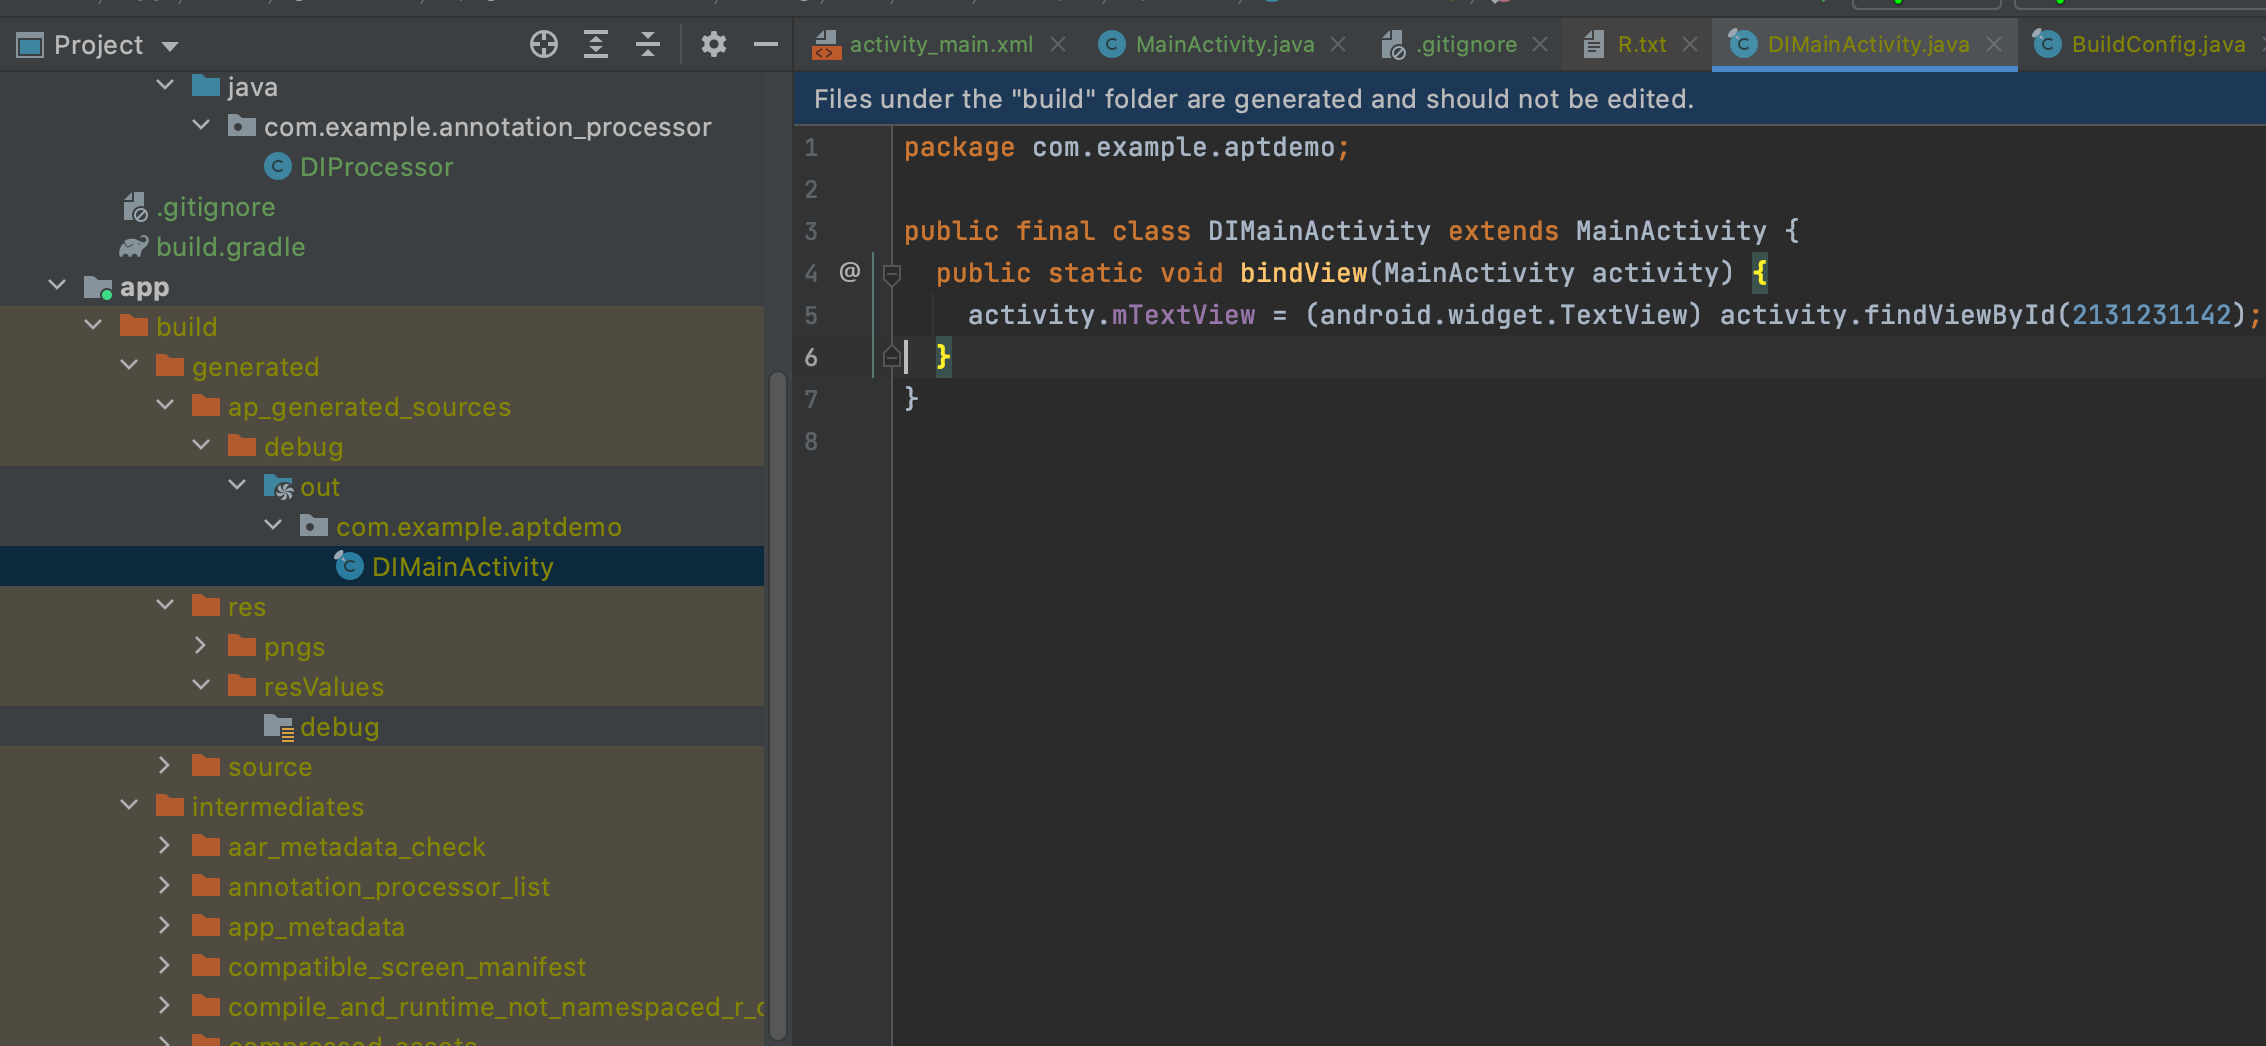 Project
java
com.example.annotation_processor
DIProcessor
.gitignore
build.gradle
app
build
generated
ap_generated_sources
debug
out
com.example.aptdemo
DIMainActivity
res
pngs
resValues
debug
source
intermediates
aar_metadata_check
annotation_processor_list
app_metadata
compatible_screen_manifest
compile_and_runtime_not_namespaced_r_c
compressed_assets
activity_main.xml MainActivity.java .gitignore R.txt DIMainActivity.java BuildConfig.java
Files under the "build" folder are generated and should not be edited.
1 package com.example.aptdemo;
2
3 public final class DIMainActivity extends MainActivity {
4 @ public static void bindView(MainActivity activity) {
5 activity.mTextView = (android.widget.TextView) activity.findViewById(2131231142);
6 }
7 }
8